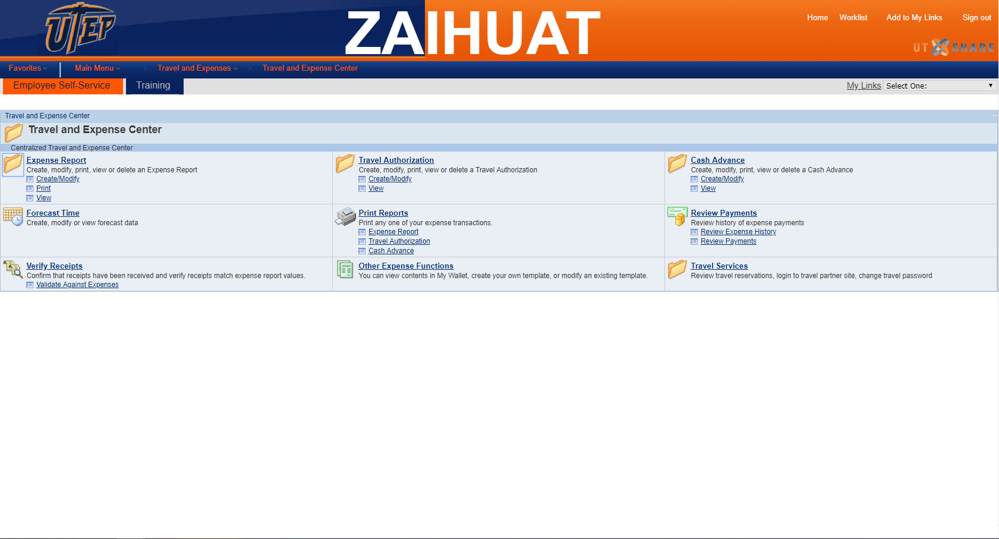 UTEP
ZAIHUAT
Home Worklist Add to My Links Sign out
UT SHARE
Favorites Main Menu Travel and Expenses Travel and Expense Center
Employee Self-Service Training My Links Select One:
Travel and Expense Center
Travel and Expense Center
Centralized Travel and Expense Center
Expense Report
Create, modify, print, view or delete an Expense Report
Create/Modify
Print
View
Travel Authorization
Create, modify, print, view or delete a Travel Authorization
Create/Modify
View
Cash Advance
Create, modify, print, view or delete a Cash Advance
Create/Modify
View
Forecast Time
Create, modify or view forecast data
Print Reports
Print any one of your expense transactions.
Expense Report
Travel Authorization
Cash Advance
Review Payments
Review history of expense payments
Review Expense History
Review Payments
Verify Receipts
Confirm that receipts have been received and verify receipts match expense report values.
Validate Against Expenses
Other Expense Functions
You can view contents in My Wallet, create your own template, or modify an existing template.
Travel Services
Review travel reservations, login to travel partner site, change travel password